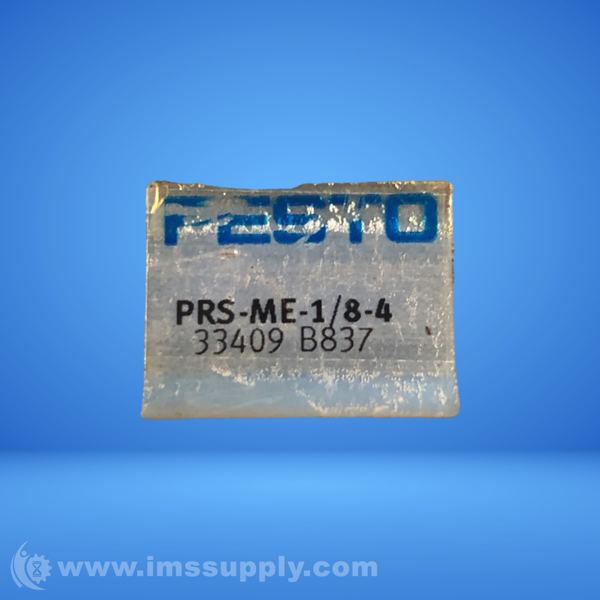 FESTO
PRS-ME-1/8-4
33409 B837
www.imssupply.com